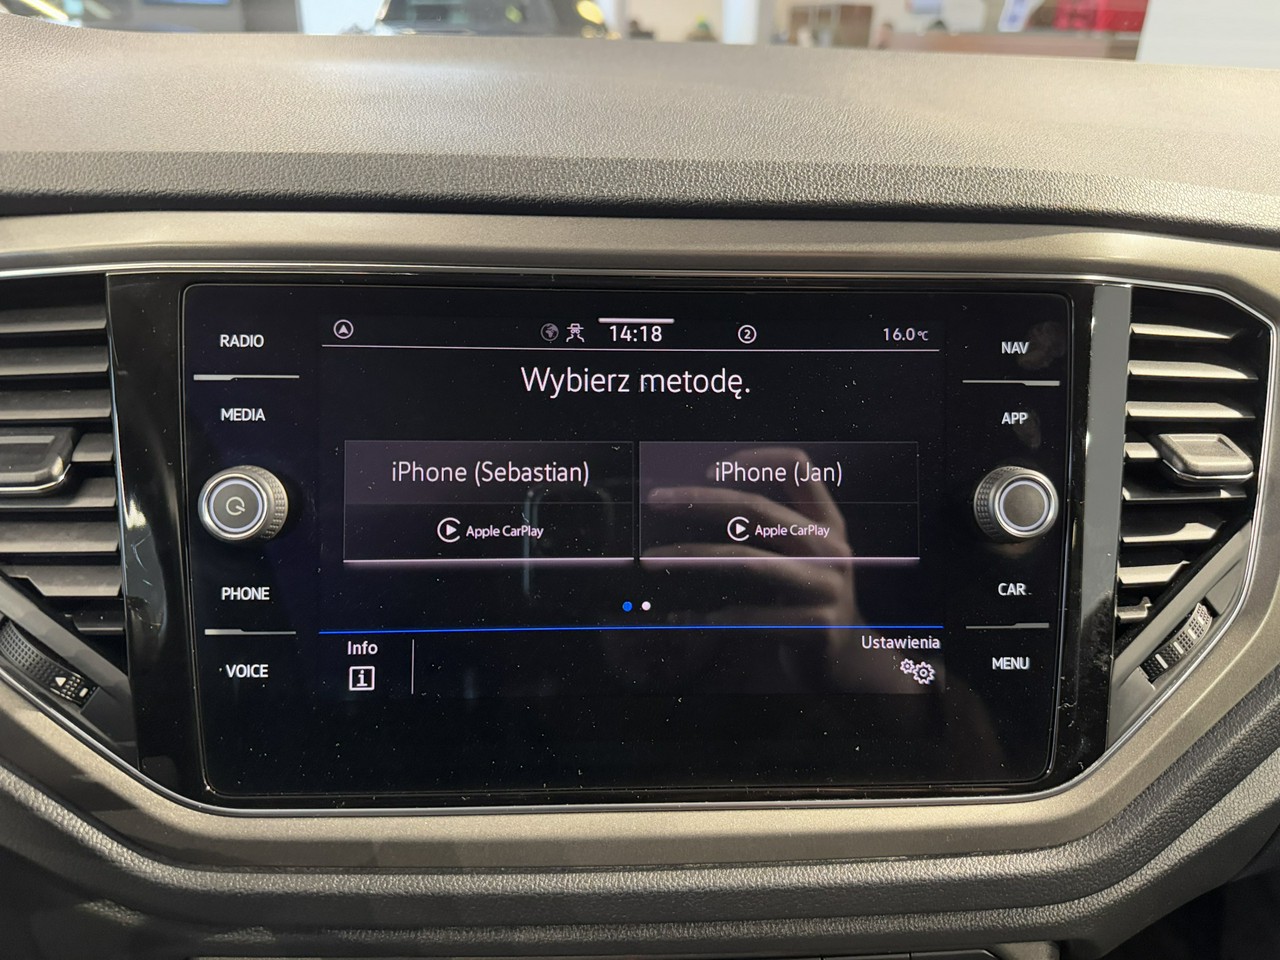 RADIO
MEDIA
PHONE
VOICE
14:18
2
16.0°C
Wybierz metodę.
iPhone (Sebastian)
Apple CarPlay
iPhone (Jan)
Apple CarPlay
Info
i
Ustawienia
NAV
APP
CAR
MENU